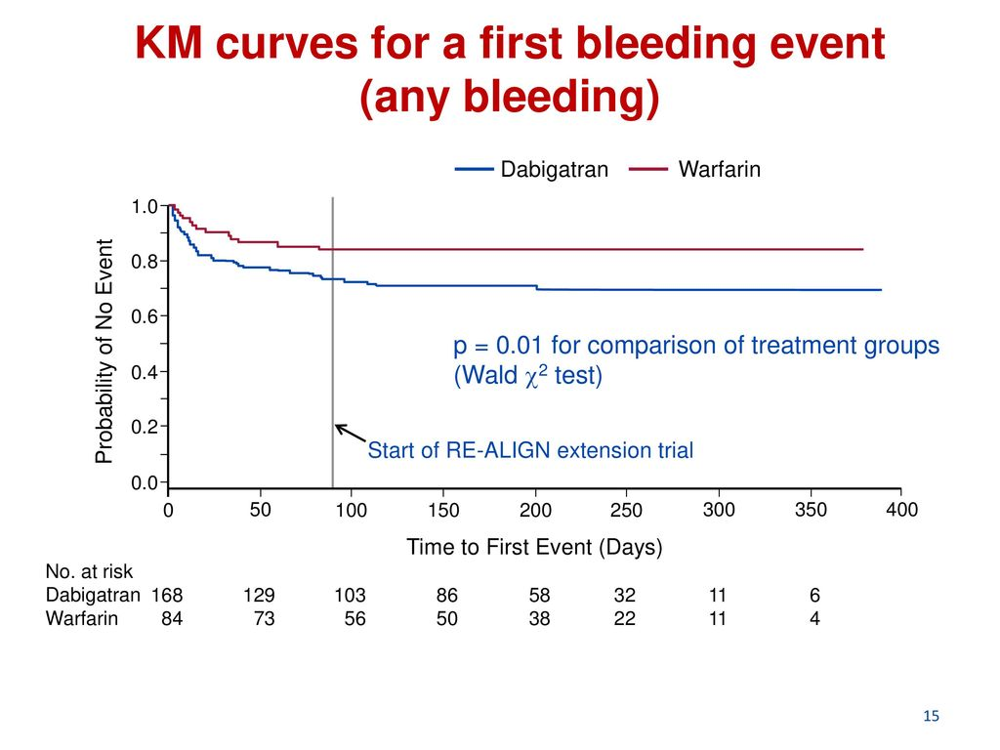 KM curves for a first bleeding event
(any bleeding)
Dabigatran Warfarin
Probability of No Event
1.0
0.8
0.6
0.4
0.2
0.0
p = 0.01 for comparison of treatment groups
(Wald χ² test)
Start of RE-ALIGN extension trial
0 50 100 150 200 250 300 350 400
Time to First Event (Days)
No. at risk
Dabigatran 168 129 103 86 58 32 11 6
Warfarin 84 73 56 50 38 22 11 4
15